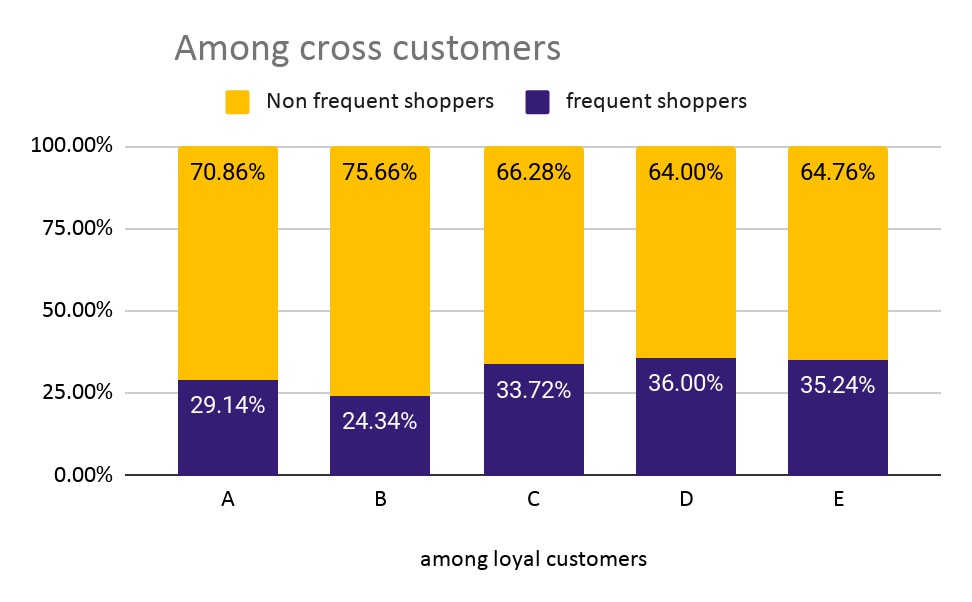 Among cross customers
Non frequent shoppers frequent shoppers
100.00%
70.86% 75.66% 66.28% 64.00% 64.76%
75.00%
50.00%
25.00%
29.14% 24.34% 33.72% 36.00% 35.24%
0.00%
A B C D E
among loyal customers